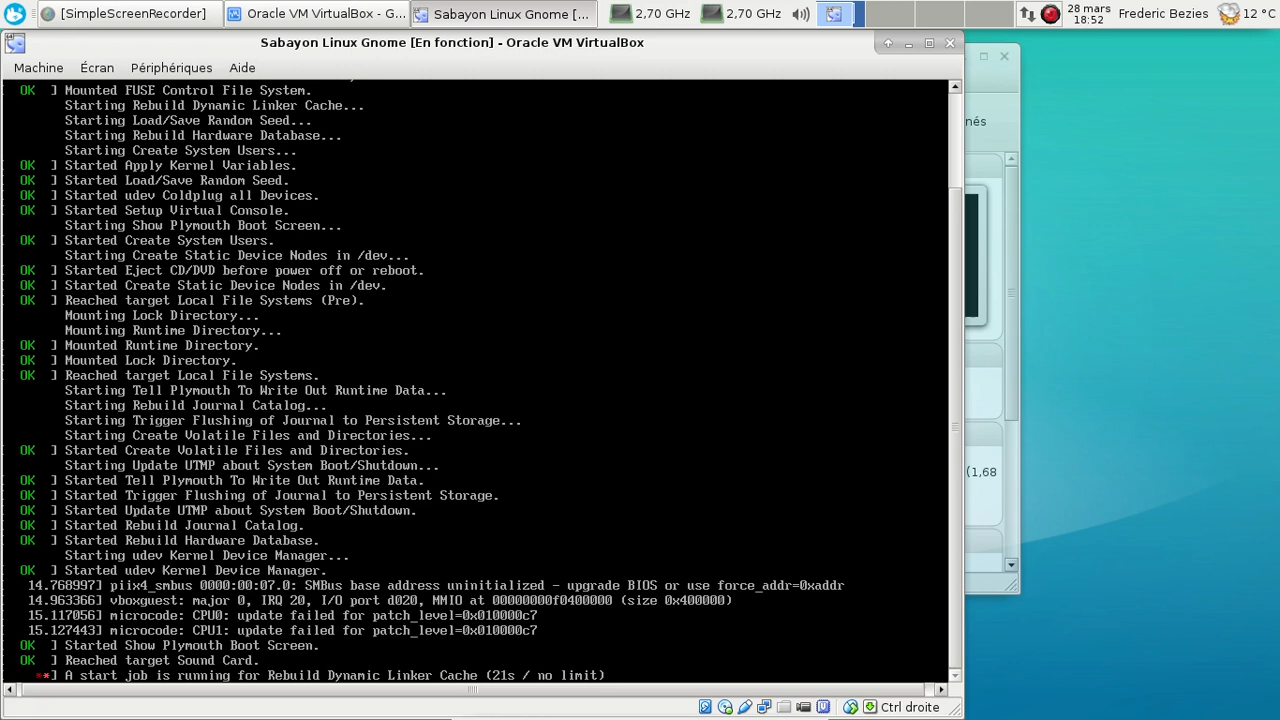 [SimpleScreenRecorder]
Oracle VM VirtualBox - G...
Sabayon Linux Gnome [...
2,70 GHz
2,70 GHz
28 mars
18:52
Frederic Bezies
12 °C
Sabayon Linux Gnome [En fonction] - Oracle VM VirtualBox
Machine Écran Périphériques Aide
OK ] Mounted FUSE Control File System.
Starting Rebuild Dynamic Linker Cache...
Starting Load/Save Random Seed...
Starting Rebuild Hardware Database...
Starting Create System Users...
OK ] Started Apply Kernel Variables.
OK ] Started Load/Save Random Seed.
OK ] Started udev Coldplug all Devices.
OK ] Started Setup Virtual Console.
Starting Show Plymouth Boot Screen...
OK ] Started Create System Users.
Starting Create Static Device Nodes in /dev...
OK ] Started Eject CD/DVD before power off or reboot.
OK ] Started Create Static Device Nodes in /dev.
OK ] Reached target Local File Systems (Pre).
Mounting Lock Directory...
Mounting Runtime Directory...
OK ] Mounted Runtime Directory.
OK ] Mounted Lock Directory.
OK ] Reached target Local File Systems.
Starting Tell Plymouth To Write Out Runtime Data...
Starting Rebuild Journal Catalog...
Starting Trigger Flushing of Journal to Persistent Storage...
Starting Create Volatile Files and Directories...
OK ] Started Create Volatile Files and Directories.
Starting Update UTMP about System Boot/Shutdown...
OK ] Started Tell Plymouth To Write Out Runtime Data.
OK ] Started Trigger Flushing of Journal to Persistent Storage.
OK ] Started Update UTMP about System Boot/Shutdown.
OK ] Started Rebuild Journal Catalog.
OK ] Started Rebuild Hardware Database.
Starting udev Kernel Device Manager...
OK ] Started udev Kernel Device Manager.
14.768997] piix4_smbus 0000:00:07.0: SMBus base address uninitialized - upgrade BIOS or use force_addr=0xaddr
14.963366] vboxguest: major 0, IRQ 20, I/O port d020, MMIO at 00000000f0400000 (size 0x400000)
15.117056] microcode: CPU0: update failed for patch_level=0x010000c7
15.127443] microcode: CPU1: update failed for patch_level=0x010000c7
OK ] Started Show Plymouth Boot Screen.
OK ] Reached target Sound Card.
**] A start job is running for Rebuild Dynamic Linker Cache (21s / no limit)
nés
(1,68
Ctrl droite